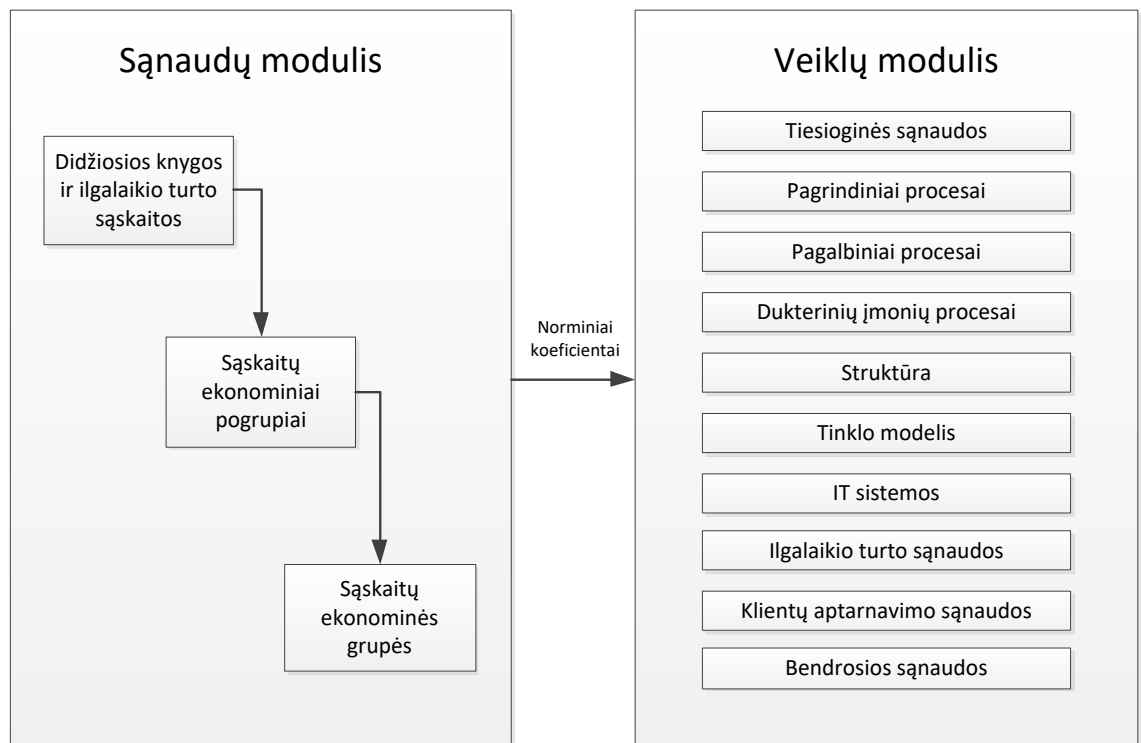 Sąnaudų modulis
Didžiosios knygos
ir ilgalaikio turto
sąskaitos
Sąskaitų
ekonominiai
pogrupiai
Sąskaitų
ekonominės
grupės
Norminiai
koeficientai
Veiklų modulis
Tiesioginės sąnaudos
Pagrindiniai procesai
Pagalbiniai procesai
Dukterinių įmonių procesai
Struktūra
Tinklo modelis
IT sistemos
Ilgalaikio turto sąnaudos
Klientų aptarnavimo sąnaudos
Bendrosios sąnaudos